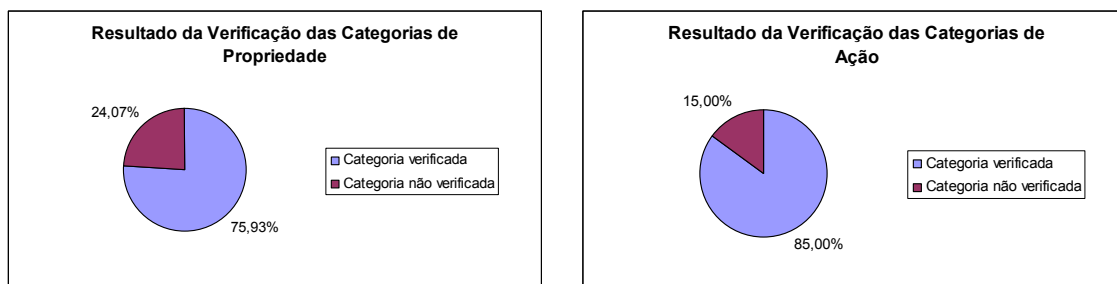 Resultado da Verificação das Categorias de
Propriedade
24,07%
75,93%
Categoria verificada
Categoria não verificada
Resultado da Verificação das Categorias de
Ação
15,00%
85,00%
Categoria verificada
Categoria não verificada